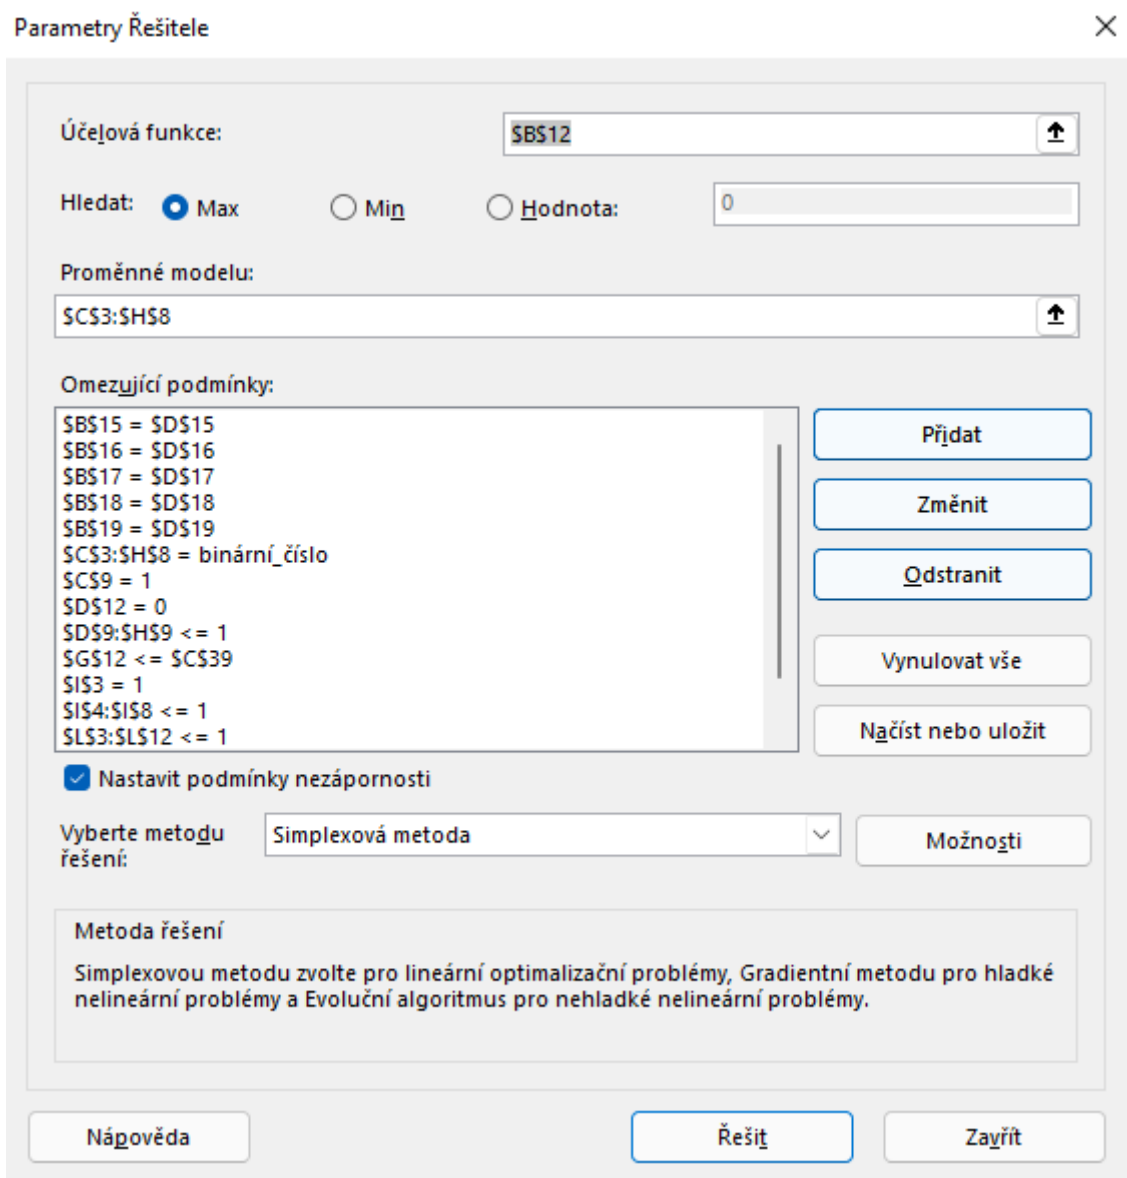 Parametry Řešitele
Účelová funkce:
$B$12
Hledat:
Max
Min
Hodnota:
0
Proměnné modelu:
$C$3:$H$8
Omezující podmínky:
$B$15 = $D$15
$B$16 = $D$16
$B$17 = $D$17
$B$18 = $D$18
$B$19 = $D$19
$C$3:$H$8 = binární_číslo
$C$9 = 1
$D$12 = 0
$D$9:$H$9 <= 1
$G$12 <= $C$39
$I$3 = 1
$I$4:$I$8 <= 1
$L$3:$L$12 <= 1
Přidat
Změnit
Odstranit
Vynulovat vše
Načíst nebo uložit
Nastavit podmínky nezápornosti
Vyberte metodu
řešení:
Simplexová metoda
Možnosti
Metoda řešení
Simplexovou metodu zvolte pro lineární optimalizační problémy, Gradientní metodu pro hladké
nelineární problémy a Evoluční algoritmus pro nehladké nelineární problémy.
Nápověda
Řešit
Zavřít